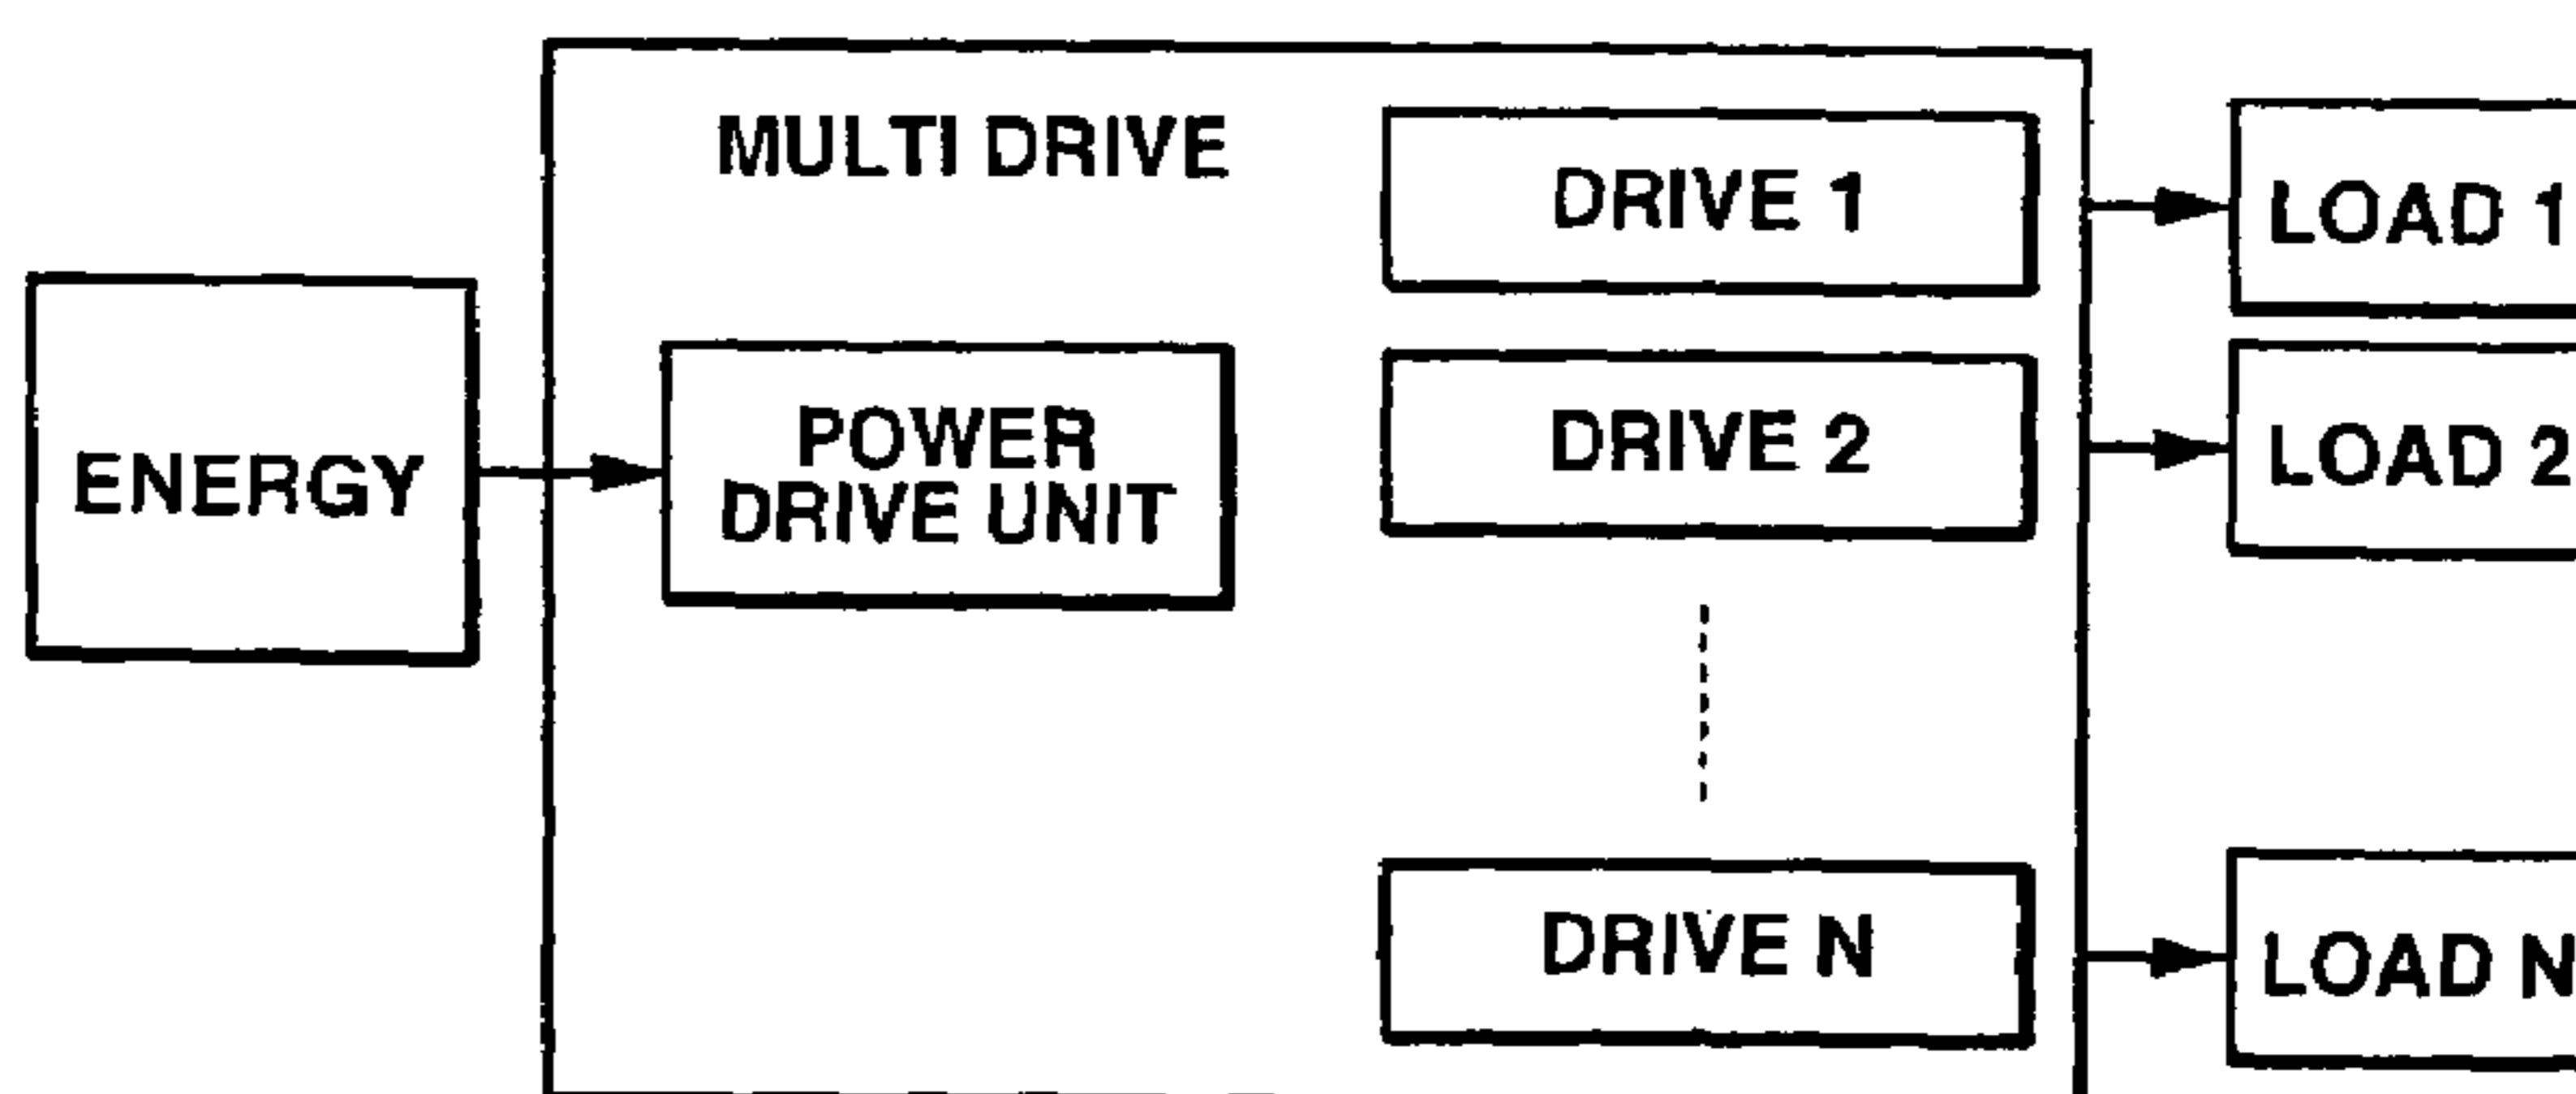 MULTI DRIVE
DRIVE 1
LOAD 1
ENERGY
POWER
DRIVE UNIT
DRIVE 2
LOAD 2
DRIVE N
LOAD N